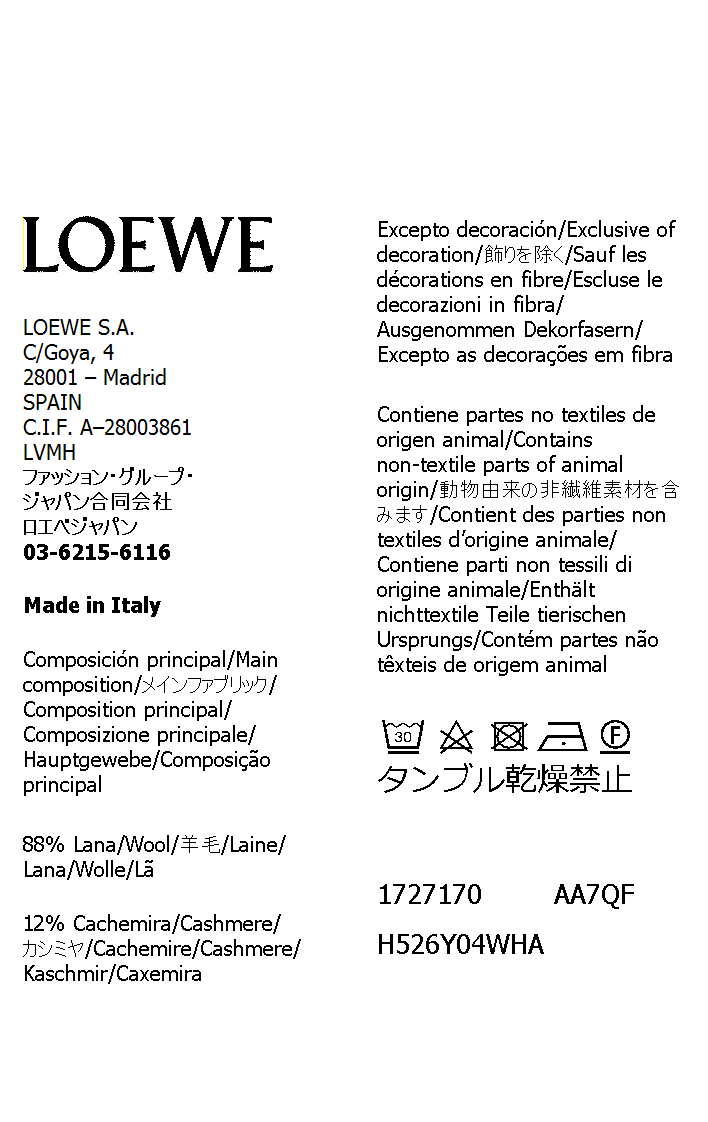 LOEWE
LOEWE S.A.
C/Goya, 4
28001 – Madrid
SPAIN
C.I.F. A–28003861
LVMH
ファッション・グループ・
ジャパン合同会社
ロエベジャパン
03-6215-6116
Made in Italy
Composición principal/Main
composition/メインファブリック/
Composition principal/
Composizione principale/
Hauptgewebe/Composição
principal
88% Lana/Wool/羊毛/Laine/
Lana/Wolle/Lã
12% Cachemira/Cashmere/
カシミヤ/Cachemire/Cashmere/
Kaschmir/Caxemira
Excepto decoración/Exclusive of
decoration/飾りを除く/Sauf les
décorations en fibre/Escluse le
decorazioni in fibra/
Ausgenommen Dekorfasern/
Excepto as decorações em fibra
Contiene partes no textiles de
origen animal/Contains
non-textile parts of animal
origin/動物由来の非繊維素材を含
みます/Contient des parties non
textiles d’origine animale/
Contiene parti non tessili di
origine animale/Enthält
nichttextile Teile tierischen
Ursprungs/Contém partes não
têxteis de origem animal
30 F
タンブル乾燥禁止
1727170 AA7QF
H526Y04WHA